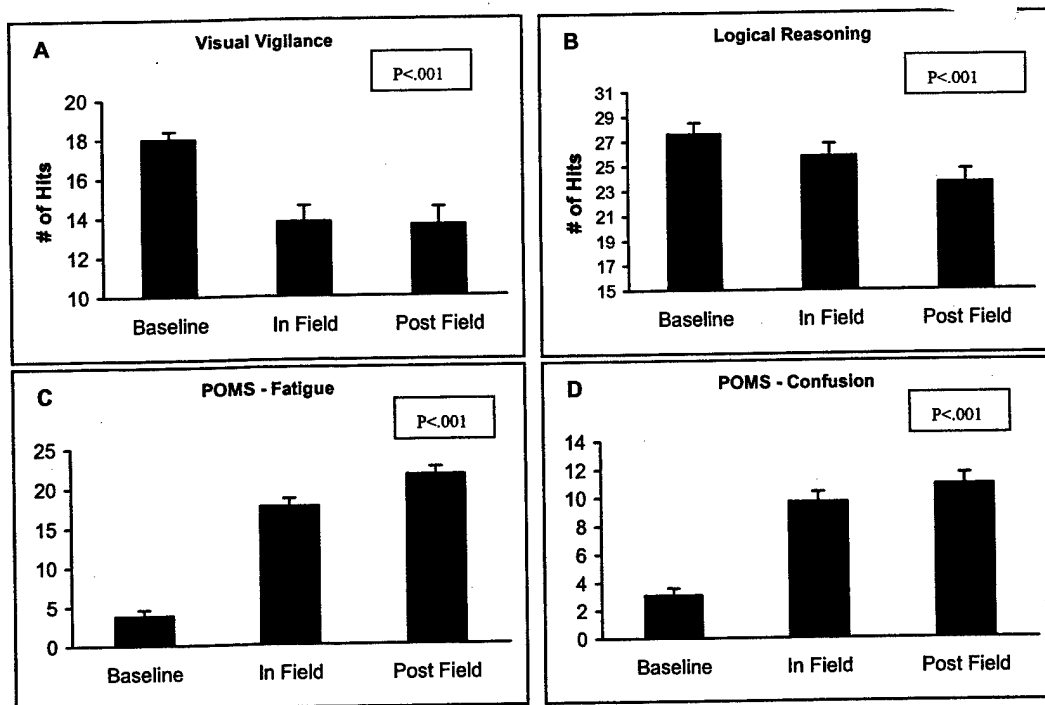 A
Visual Vigilance
P<.001
20
18
16
14
12
10
# of Hits
Baseline
In Field
Post Field
B
Logical Reasoning
P<.001
31
29
27
25
23
21
19
17
15
# of Hits
Baseline
In Field
Post Field
C
POMS - Fatigue
P<.001
25
20
15
10
5
0
Baseline
In Field
Post Field
D
POMS - Confusion
P<.001
14
12
10
8
6
4
2
0
Baseline
In Field
Post Field